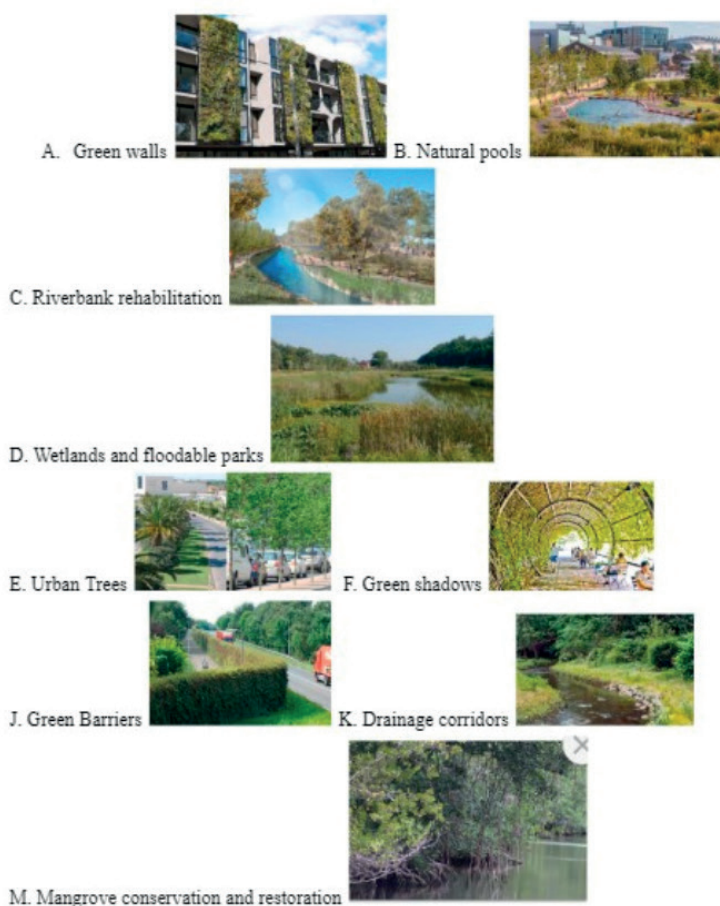 A. Green walls B. Natural pools
C. Riverbank rehabilitation
D. Wetlands and floodable parks
E. Urban Trees F. Green shadows
J. Green Barriers K. Drainage corridors
M. Mangrove conservation and restoration